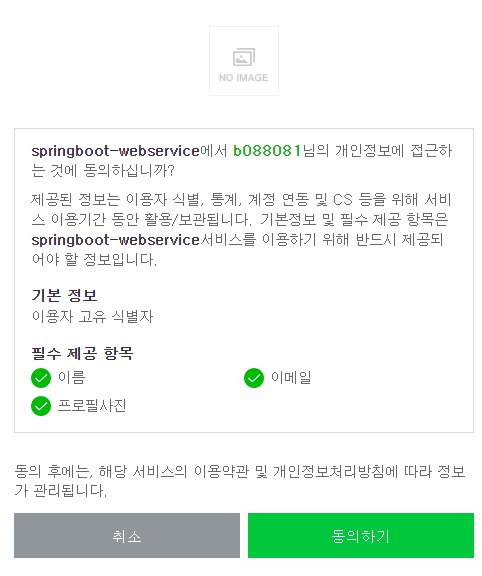 NO IMAGE
springboot-webservice에서 b088081님의 개인정보에 접근하
는 것에 동의하십니까?
제공된 정보는 이용자 식별, 통계, 계정 연동 및 CS 등을 위해 서비
스 이용기간 동안 활용/보관됩니다. 기본정보 및 필수 제공 항목은
springboot-webservice서비스를 이용하기 위해 반드시 제공되
어야 할 정보입니다.
기본 정보
이용자 고유 식별자
필수 제공 항목
이름 이메일
프로필사진
동의 후에는, 해당 서비스의 이용약관 및 개인정보처리방침에 따라 정보
가 관리됩니다.
취소 동의하기